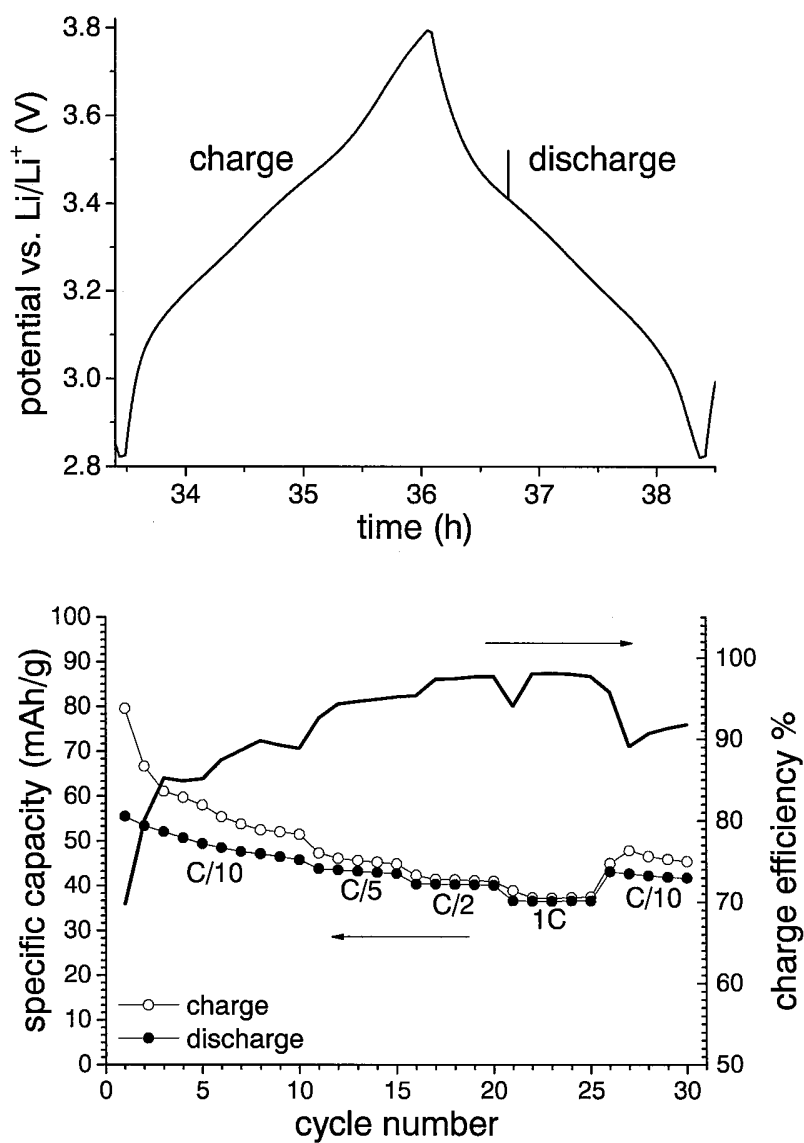 3.8
3.6
3.4
3.2
3.0
2.8
potential vs. Li/Li⁺ (V)
charge
discharge
34
35
36
37
38
time (h)
100
90
80
70
60
50
40
30
20
10
0
specific capacity (mAh/g)
100
90
80
70
60
50
charge efficiency %
C/10
C/5
C/2
1C
C/10
charge
discharge
0
5
10
15
20
25
30
cycle number